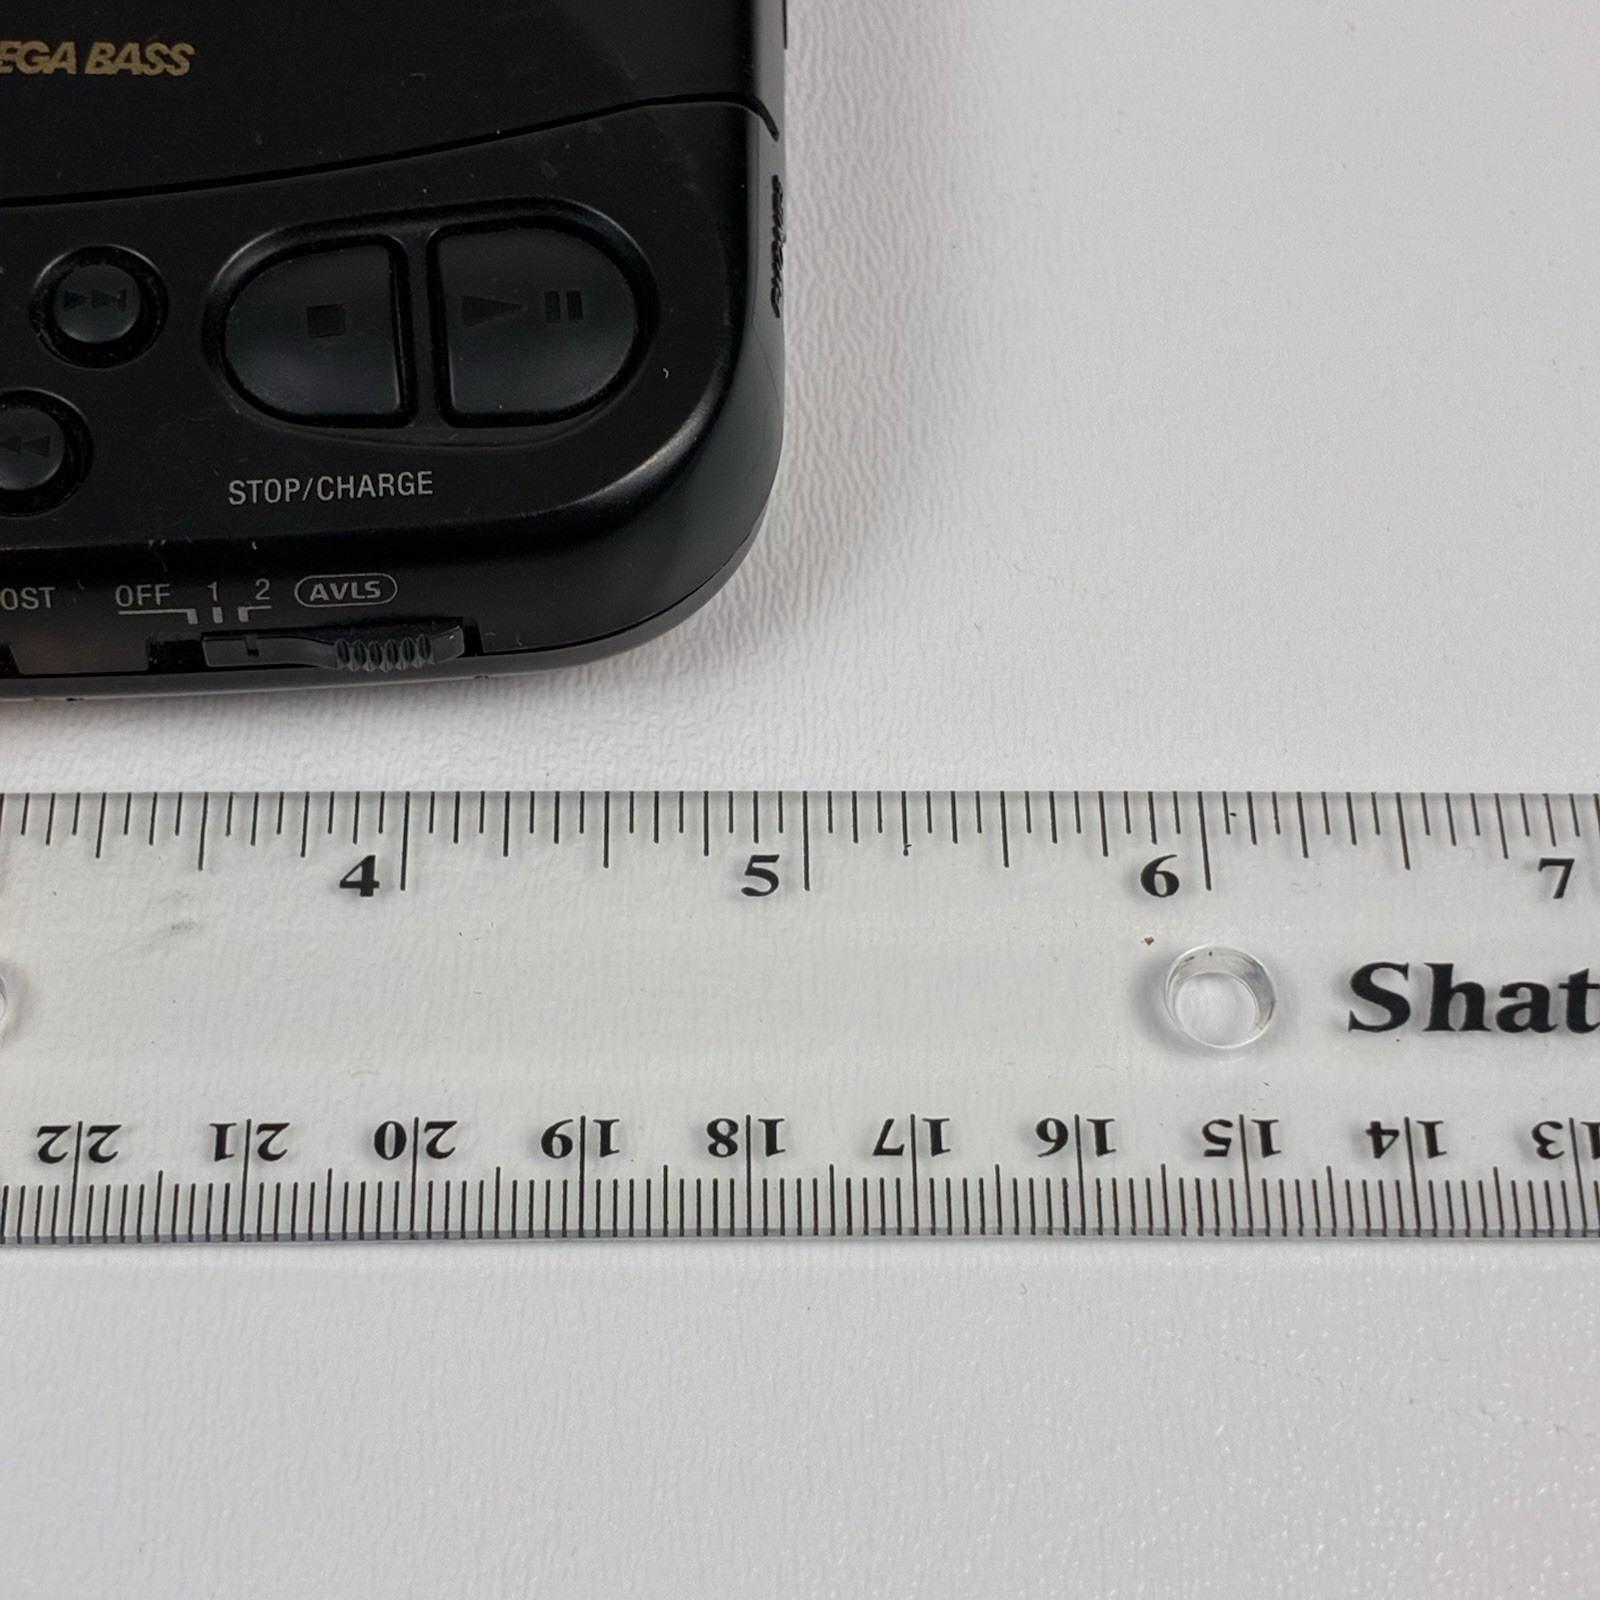 EGA BASS
STOP/CHARGE
OST OFF 1 2 AVLS
4 5 6 7
Shat
22 21 20 19 18 17 16 15 14 13